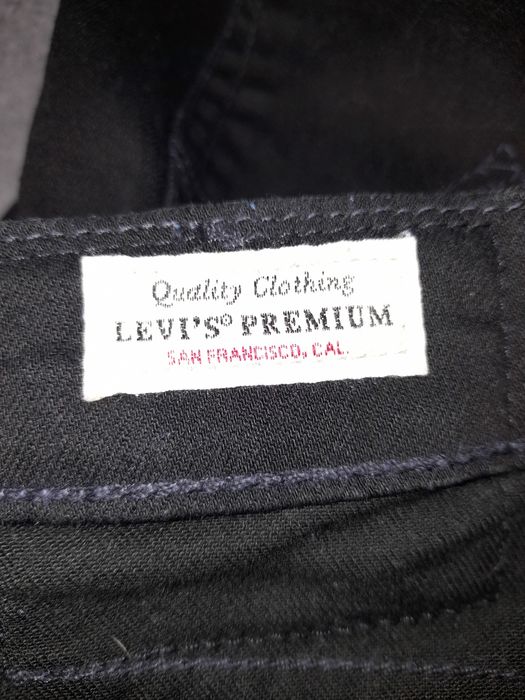 Quality Clothing
LEVI'S® PREMIUM
SAN FRANCISCO, CAL.